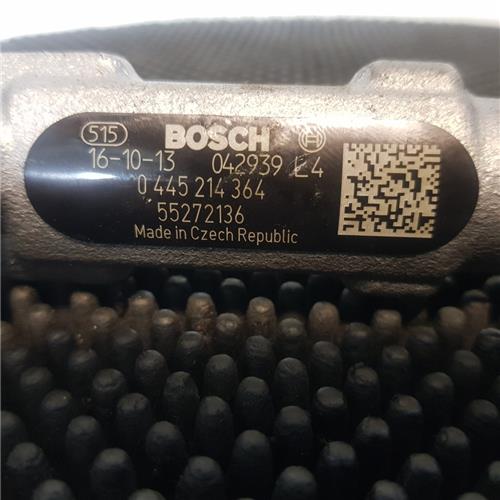 515 BOSCH
16-10-13 042939 E4
0 445 214 364
55272136
Made in Czech Republic